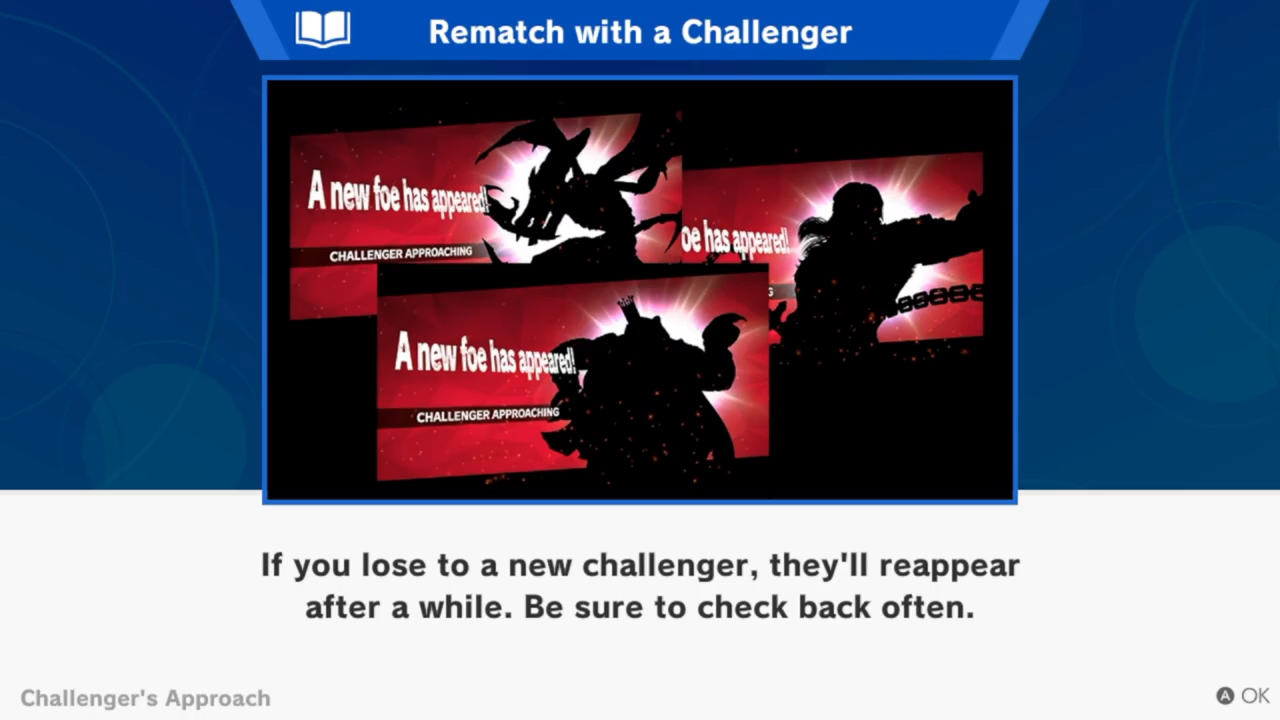 Rematch with a Challenger
A new foe has appeared!
CHALLENGER APPROACHING
oe has appeared!
G
A new foe has appeared!
CHALLENGER APPROACHING
If you lose to a new challenger, they'll reappear
after a while. Be sure to check back often.
Challenger's Approach
A OK